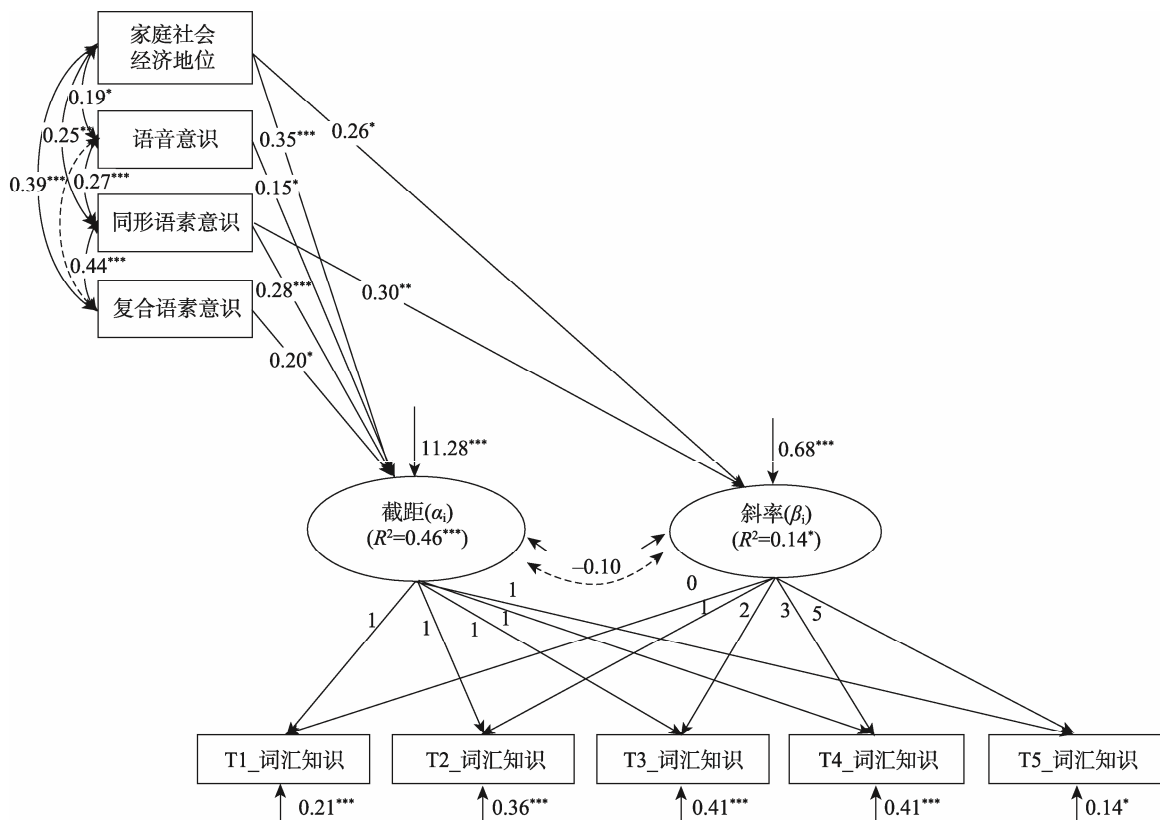 家庭社会
经济地位
0.19*
语音意识
0.35***
0.26*
0.25**
0.27***
0.39***
0.15*
同形语素意识
0.44***
0.28***
0.30**
复合语素意识
0.20*
11.28***
0.68***
截距(αi)
(R²=0.46***)
斜率(βi)
(R²=0.14*)
–0.10
1
1
1
1
1
0
1
2
3
5
T1_词汇知识
T2_词汇知识
T3_词汇知识
T4_词汇知识
T5_词汇知识
0.21***
0.36***
0.41***
0.41***
0.14*